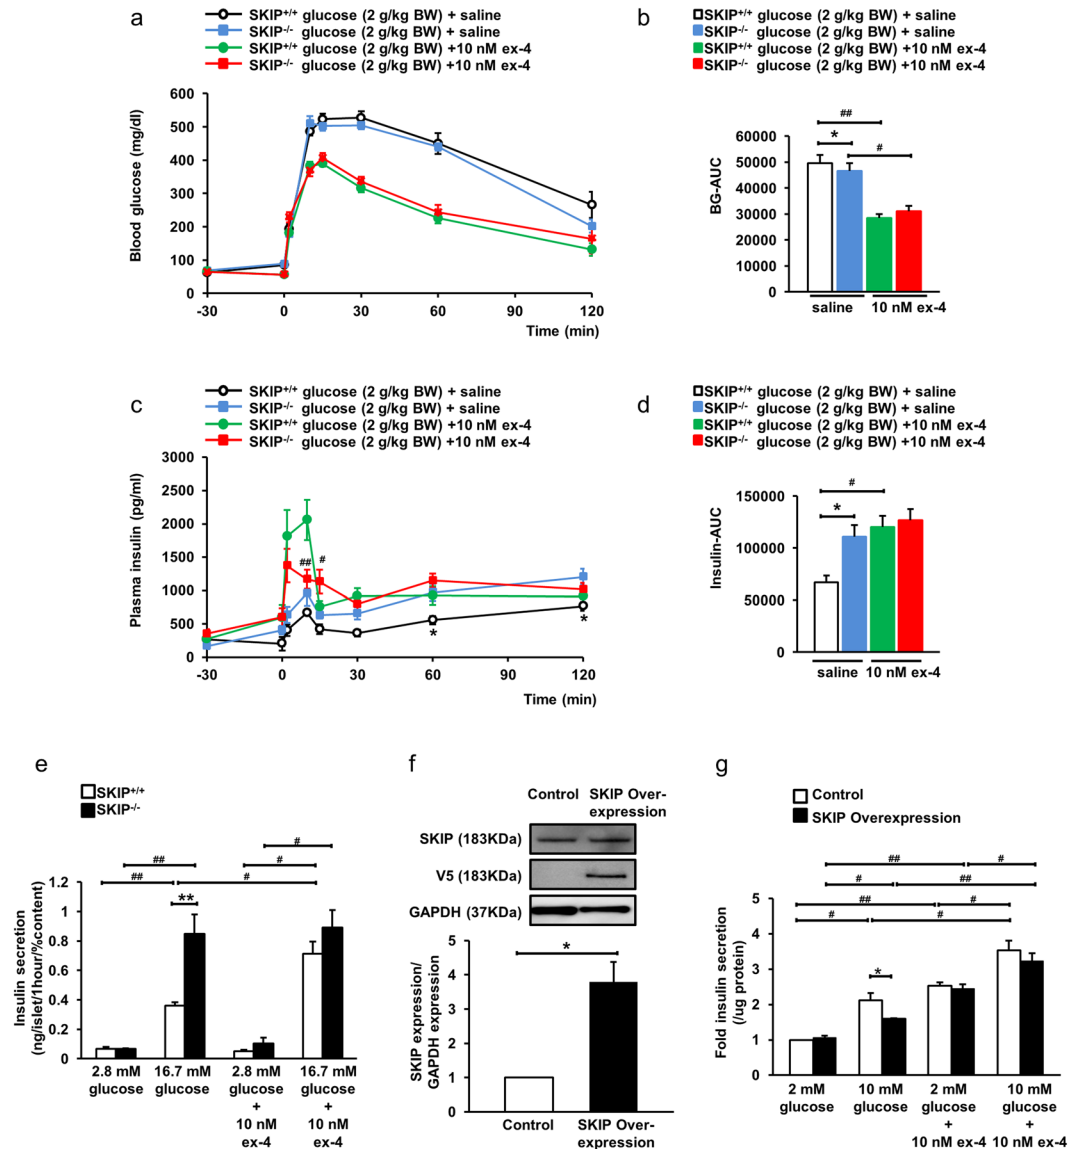 a
SKIP+/+ glucose (2 g/kg BW) + saline
SKIP-/- glucose (2 g/kg BW) + saline
SKIP+/+ glucose (2 g/kg BW) +10 nM ex-4
SKIP-/- glucose (2 g/kg BW) +10 nM ex-4
Blood glucose (mg/dl)
600
500
400
300
200
100
0
-30 0 30 60 90 120
Time (min)
b
SKIP+/+ glucose (2 g/kg BW) + saline
SKIP-/- glucose (2 g/kg BW) + saline
SKIP+/+ glucose (2 g/kg BW) +10 nM ex-4
SKIP-/- glucose (2 g/kg BW) +10 nM ex-4
##
* #
BG-AUC
60000
50000
40000
30000
20000
10000
0
saline 10 nM ex-4
c
SKIP+/+ glucose (2 g/kg BW) + saline
SKIP-/- glucose (2 g/kg BW) + saline
SKIP+/+ glucose (2 g/kg BW) +10 nM ex-4
SKIP-/- glucose (2 g/kg BW) +10 nM ex-4
Plasma insulin (pg/ml)
3000
2500
2000
1500
1000
500
0
## #
* *
-30 0 30 60 90 120
Time (min)
d
SKIP+/+ glucose (2 g/kg BW) + saline
SKIP-/- glucose (2 g/kg BW) + saline
SKIP+/+ glucose (2 g/kg BW) +10 nM ex-4
SKIP-/- glucose (2 g/kg BW) +10 nM ex-4
#
*
Insulin-AUC
150000
100000
50000
0
saline 10 nM ex-4
e
SKIP+/+
SKIP-/-
#
## #
## #
**
Insulin secretion
(ng/islet/1hour/%content)
1.2
1
0.8
0.6
0.4
0.2
0
2.8 mM 16.7 mM 2.8 mM 16.7 mM
glucose glucose glucose glucose
+ +
10 nM 10 nM
ex-4 ex-4
f
Control SKIP Over-
expression
SKIP (183KDa)
V5 (183KDa)
GAPDH (37KDa)
*
SKIP expression/
GAPDH expression
5
4
3
2
1
0
Control SKIP Over-
expression
g
Control
SKIP Overexpression
## #
# ##
## #
# #
*
Fold insulin secretion
(/ug protein)
5
4
3
2
1
0
2 mM 10 mM 2 mM 10 mM
glucose glucose glucose glucose
+ +
10 nM ex-4 10 nM ex-4